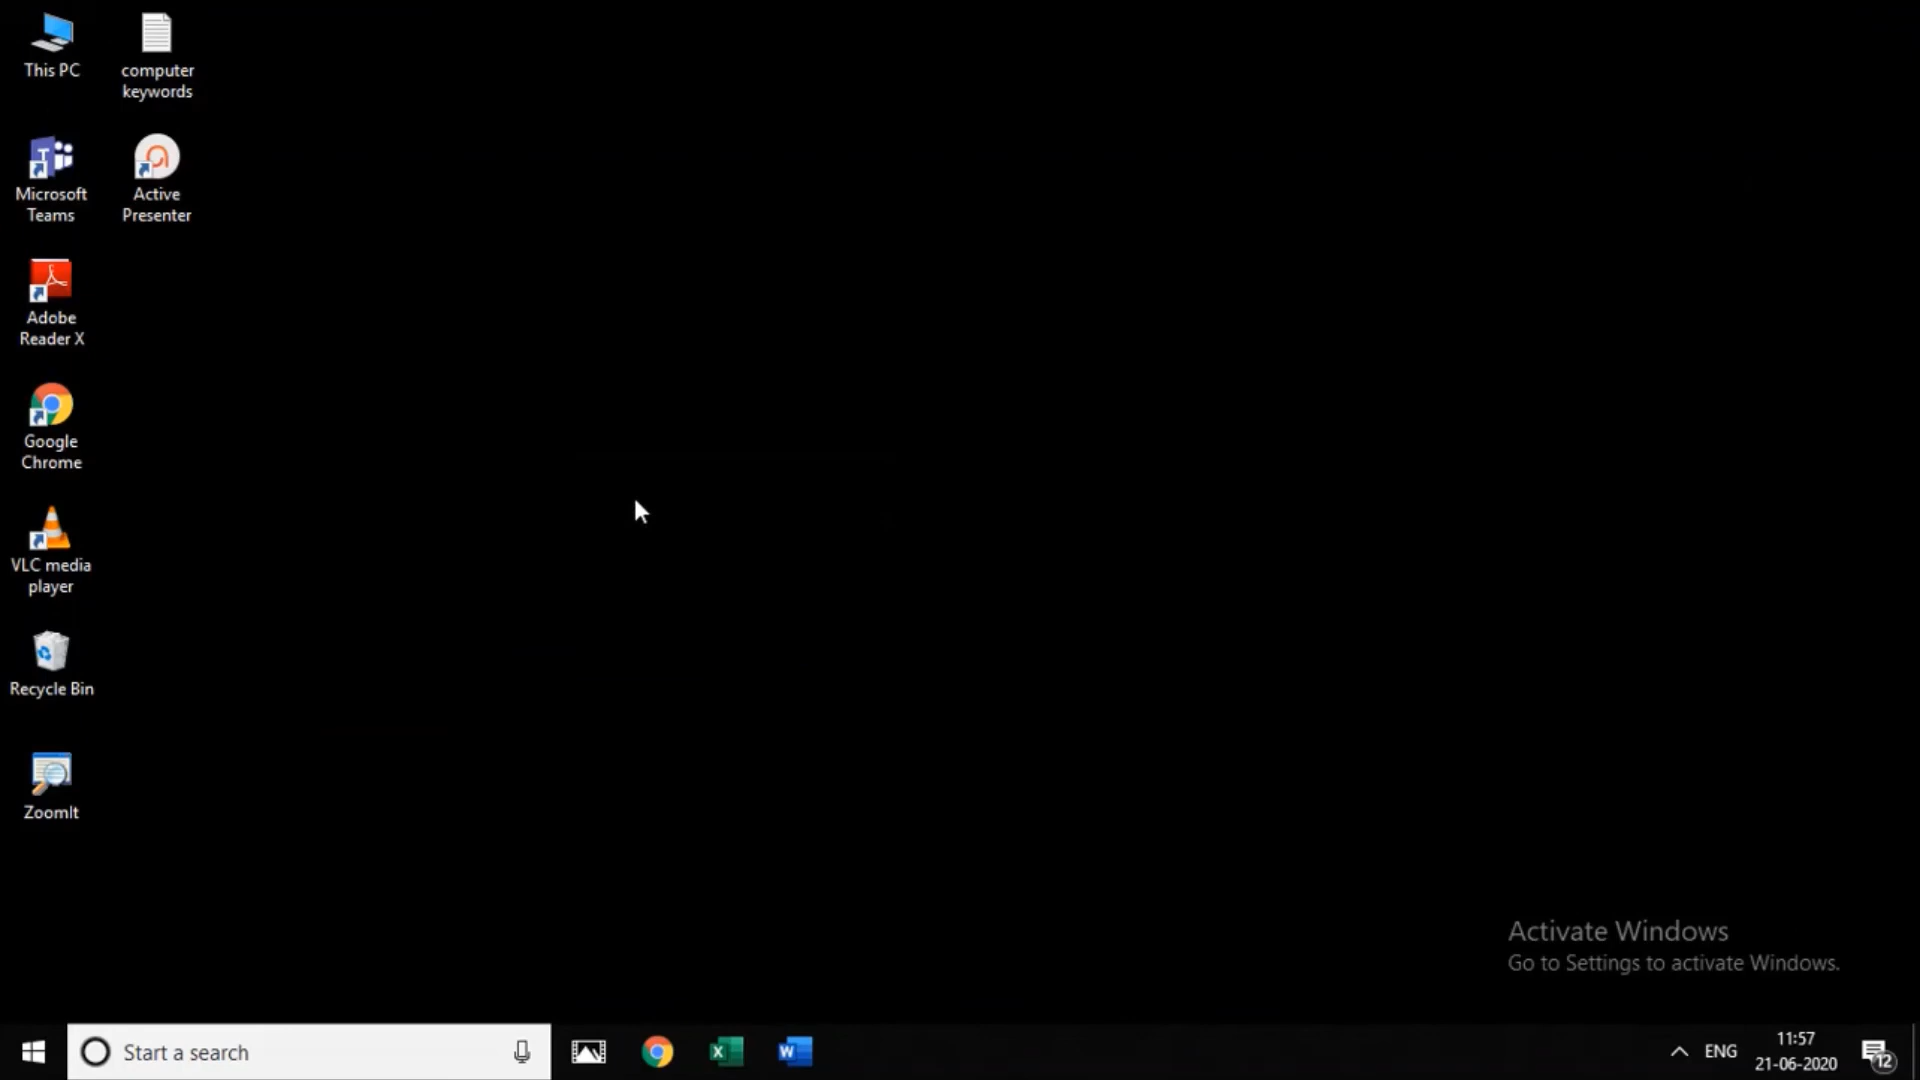 This PC
computer
keywords
Microsoft
Teams
Active
Presenter
Adobe
Reader X
Google
Chrome
VLC media
player
Recycle Bin
ZoomIt
Activate Windows
Go to Settings to activate Windows.
Start a search
ENG
11:57
21-06-2020
12